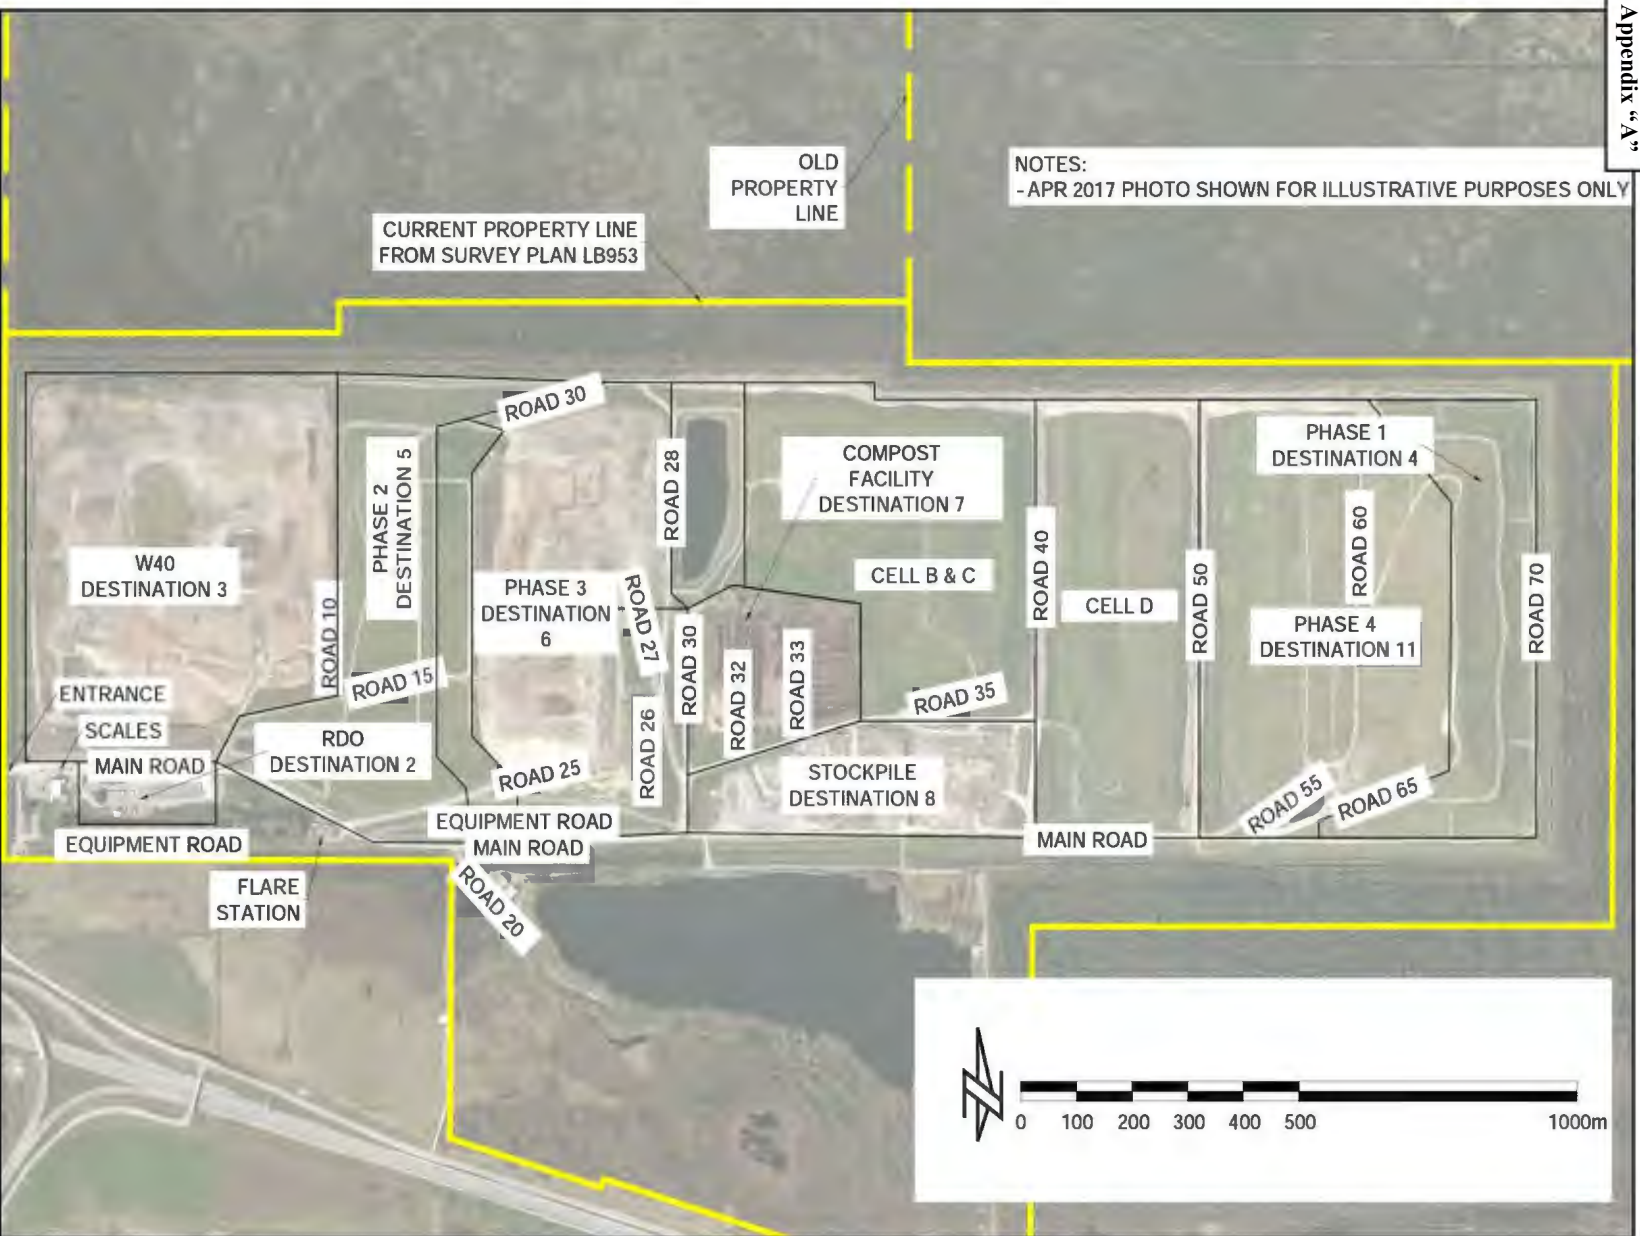 Appendix “A”
OLD
PROPERTY
LINE
NOTES:
- APR 2017 PHOTO SHOWN FOR ILLUSTRATIVE PURPOSES ONLY
CURRENT PROPERTY LINE
FROM SURVEY PLAN LB953
ROAD 30
PHASE 1
DESTINATION 4
COMPOST
FACILITY
DESTINATION 7
ROAD 28
PHASE 2
DESTINATION 5
W40
DESTINATION 3
PHASE 3
DESTINATION
6
ROAD 27
CELL B & C
ROAD 40
CELL D
ROAD 50
ROAD 60
PHASE 4
DESTINATION 11
ROAD 70
ROAD 10
ROAD 15
ROAD 30
ROAD 32
ROAD 33
ROAD 35
ENTRANCE
SCALES
MAIN ROAD
RDO
DESTINATION 2
ROAD 25
ROAD 26
STOCKPILE
DESTINATION 8
ROAD 55
ROAD 65
EQUIPMENT ROAD
EQUIPMENT ROAD
MAIN ROAD
MAIN ROAD
FLARE
STATION
ROAD 20
0 100 200 300 400 500 1000m